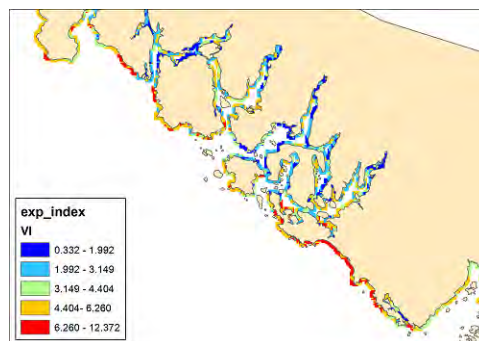 exp_index
VI
0.332 - 1.992
1.992 - 3.149
3.149 - 4.404
4.404- 6.260
6.260 - 12.372